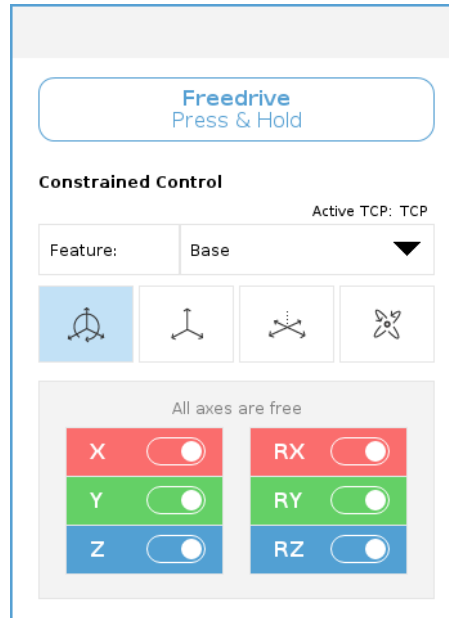 Freedrive
Press & Hold
Constrained Control
Active TCP: TCP
Feature: Base
All axes are free
X RX
Y RY
Z RZ